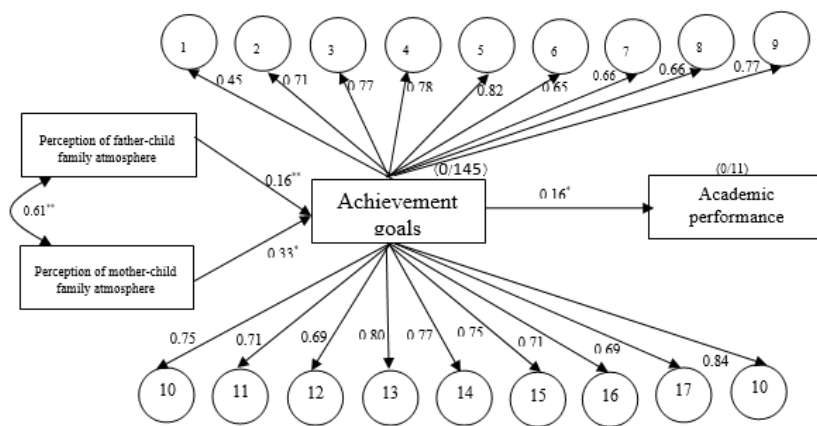 1 2 3 4 5 6 7 8 9
0.45 0.71 0.77 0.78 0.82 0.65 0.66 0.66 0.77
Perception of father-child
family atmosphere
0.16**
(0/145)
(0/11)
0.61**
Achievement
goals
0.16*
Academic
performance
Perception of mother-child
family atmosphere
0.33*
0.75 0.71 0.69 0.80 0.77 0.75 0.71 0.69 0.84
10 11 12 13 14 15 16 17 10